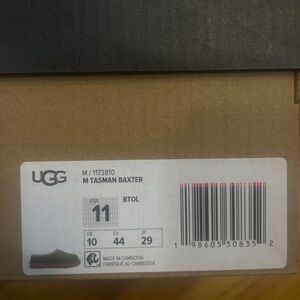 UGG
M / 1173810
M TASMAN BAXTER
USA
11
BTOL
UK
10
EU
44
JP
29
MADE IN CAMBODIA
FABRIQUÉ AU CAMBODGE
1 98605 30835 2